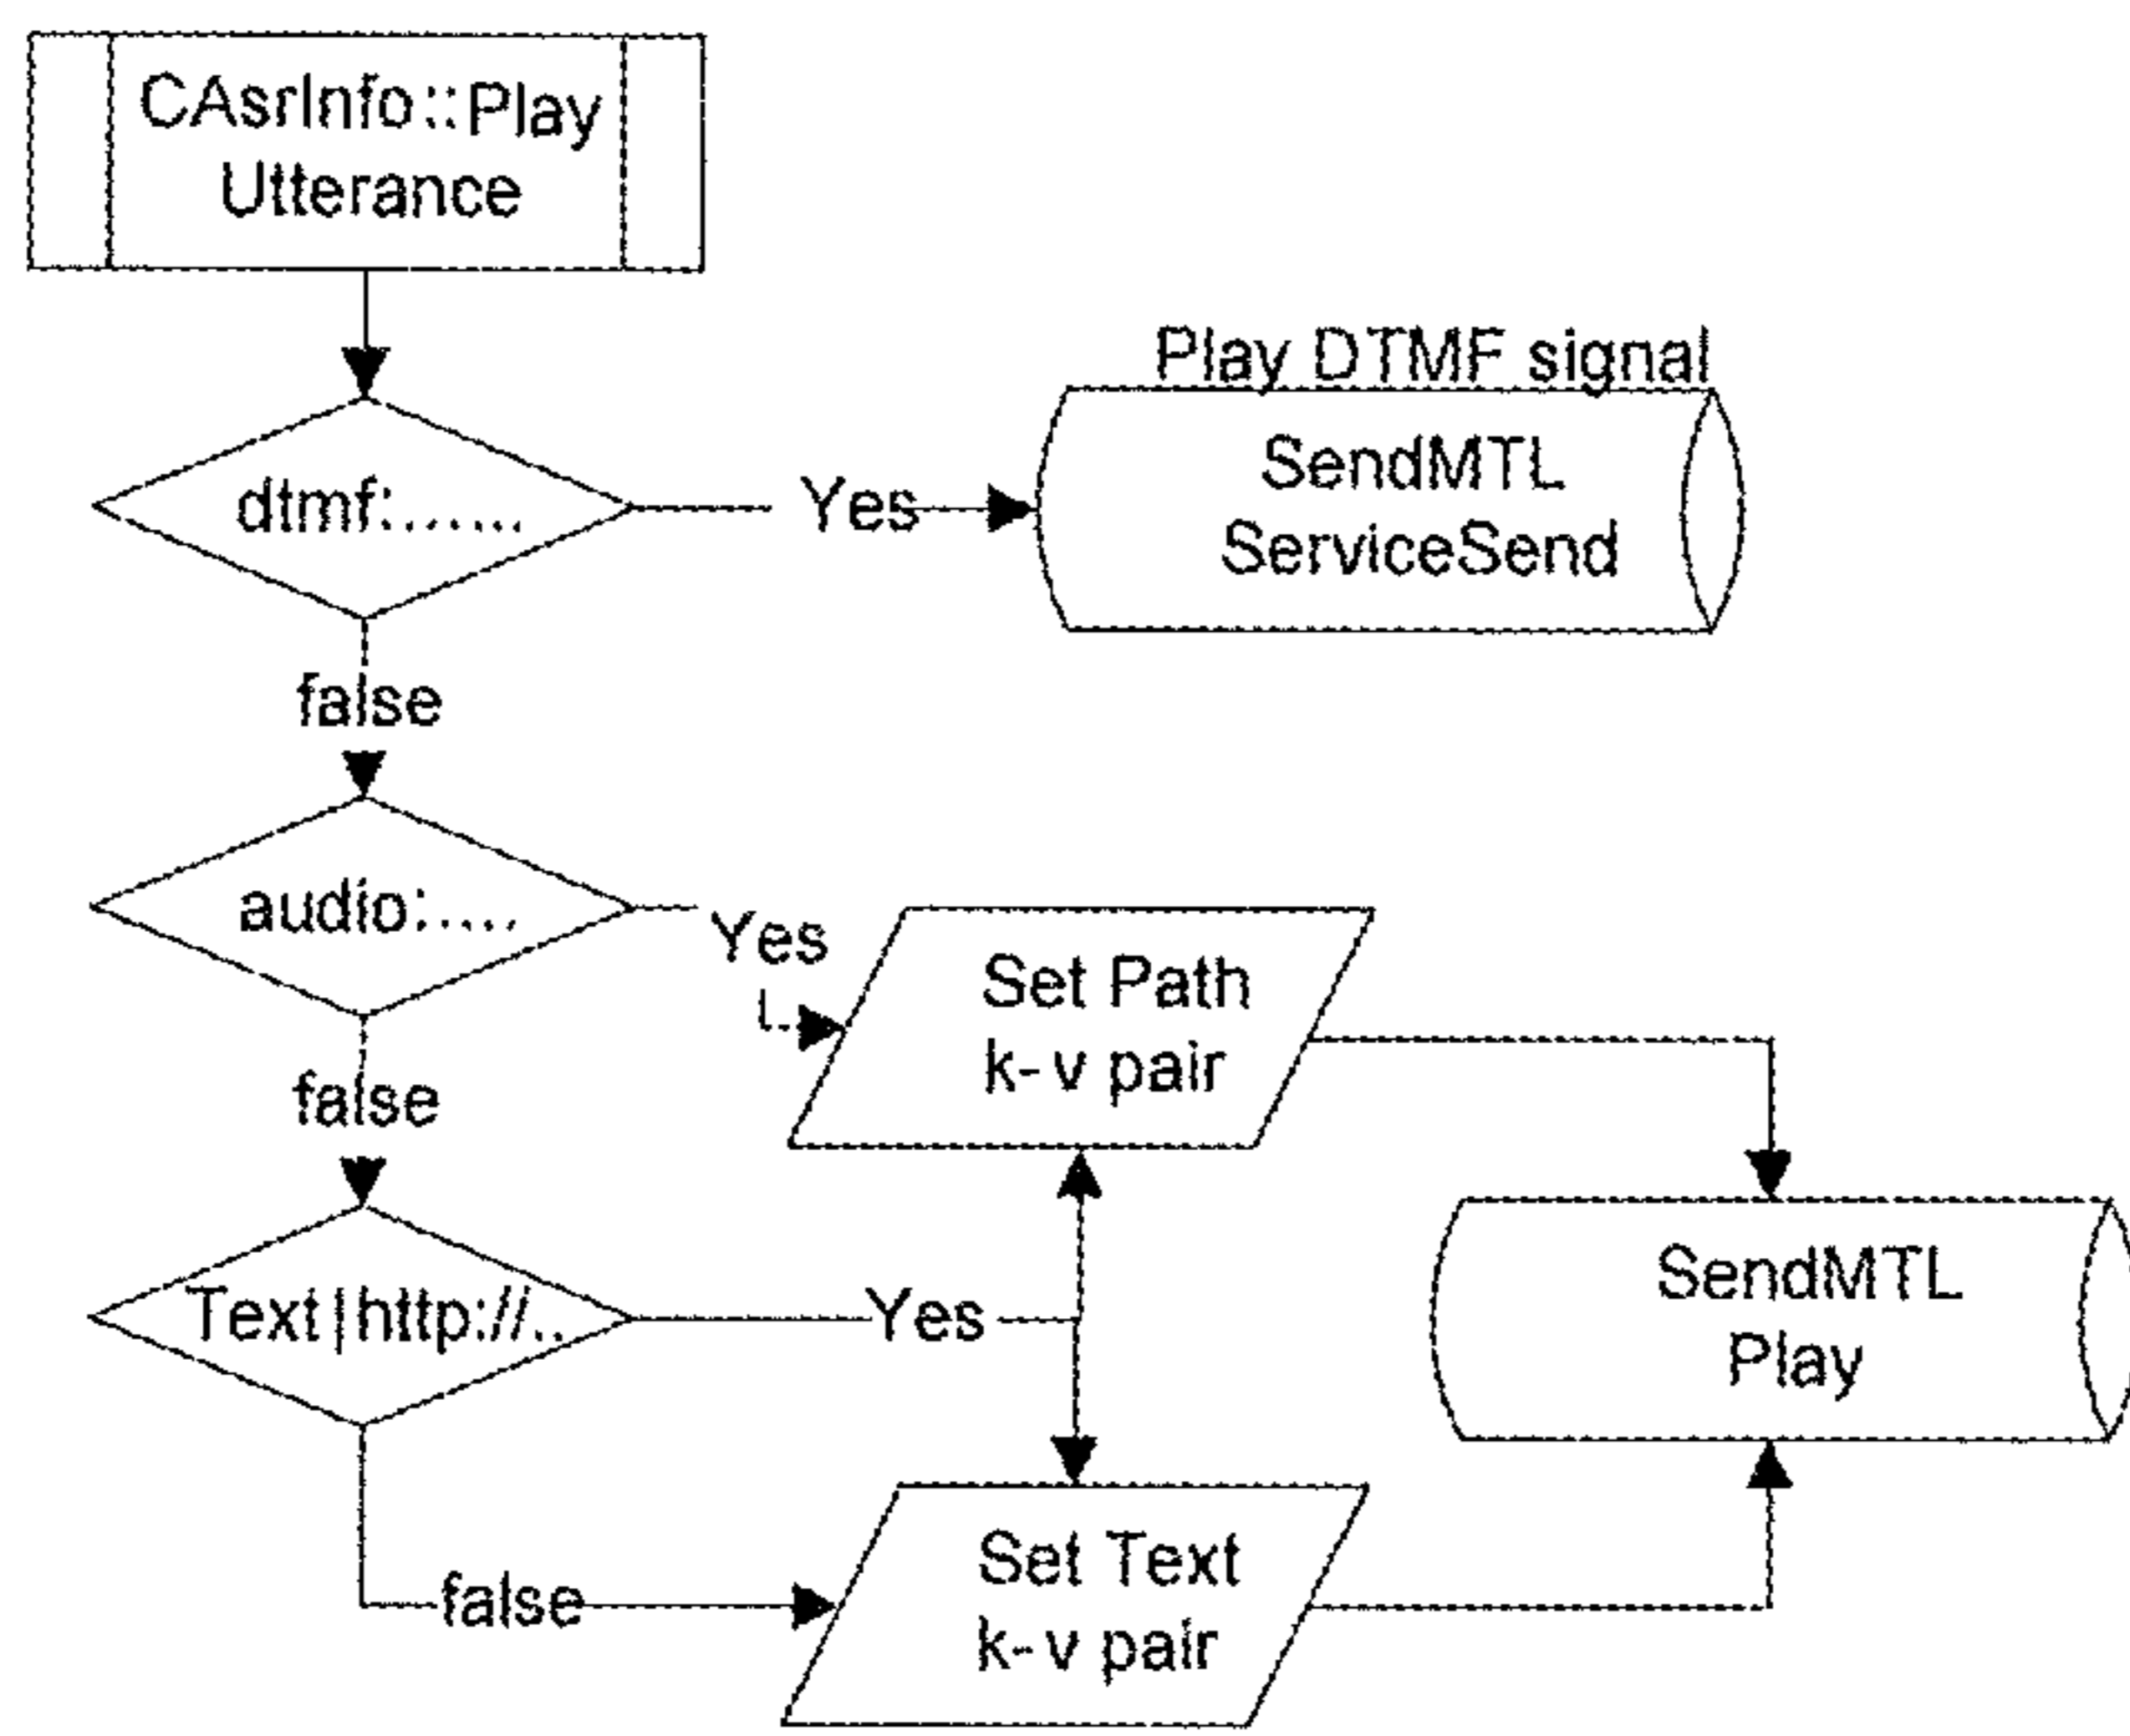 CAsrInfo::Play
Utterance
Play DTMF signal
dtmf:.......
Yes
SendMTL
ServiceSend
false
audio:....
Yes
Set Path
k-v pair
false
Text|http://..
Yes
SendMTL
Play
false
Set Text
k-v pair